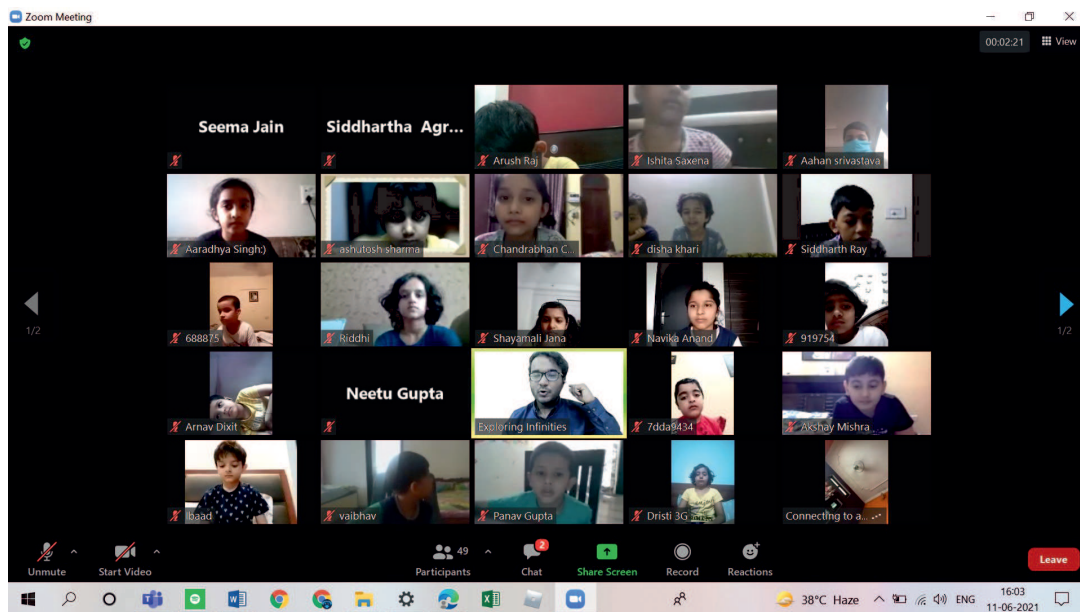 Zoom Meeting
00:02:21
View
Seema Jain
Siddhartha Agr...
Arush Raj
Ishita Saxena
Aahan srivastava
Aaradhya Singh:)
ashutosh sharma
Chandrabhan C...
disha khari
Siddharth Ray
1/2
688875
Riddhi
Shayamali Jana
Navika Anand
919754
1/2
Arnav Dixit
Neetu Gupta
Exploring Infinities
7dda9434
Akshay Mishra .
Ibaad
vaibhav
Panav Gupta
Dristi 3G
Connecting to a...
Unmute
Start Video
49
Participants
2
Chat
Share Screen
Record
Reactions
Leave
38°C Haze
ENG
16:03
11-06-2021